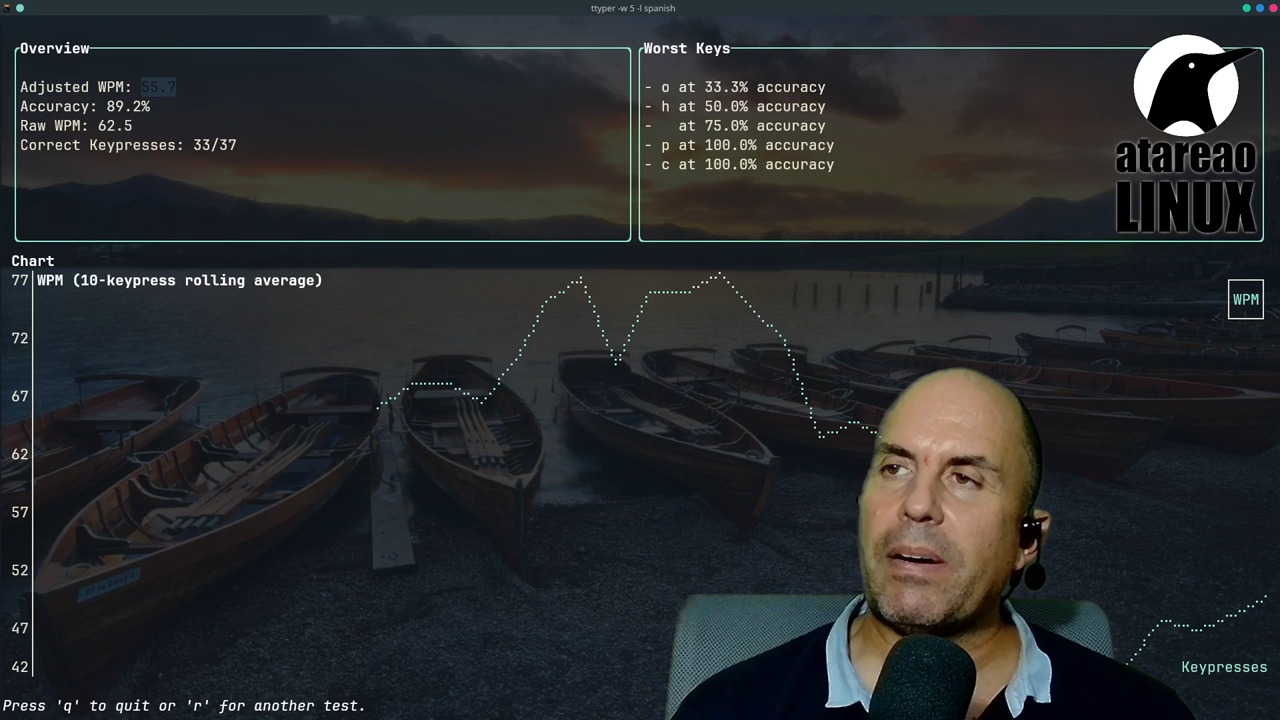 ttyper -w 5 -l spanish
Overview
Adjusted WPM: 55.7
Accuracy: 89.2%
Raw WPM: 62.5
Correct Keypresses: 33/37
Worst Keys
- o at 33.3% accuracy
- h at 50.0% accuracy
-   at 75.0% accuracy
- p at 100.0% accuracy
- c at 100.0% accuracy
atareao
LINUX
Chart
77
WPM (10-keypress rolling average)
WPM
72
67
62
57
52
47
42
Keypresses
Press 'q' to quit or 'r' for another test.